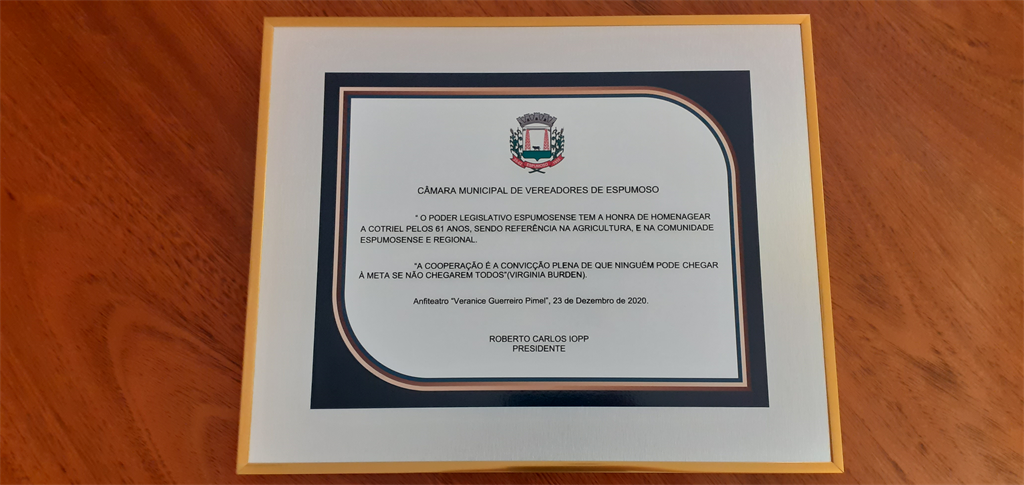 CÂMARA MUNICIPAL DE VEREADORES DE ESPUMOSO
" O PODER LEGISLATIVO ESPUMOSENSE TEM A HONRA DE HOMENAGEAR
A COTRIEL PELOS 61 ANOS, SENDO REFERÊNCIA NA AGRICULTURA, E NA COMUNIDADE
ESPUMOSENSE E REGIONAL.
"A COOPERAÇÃO É A CONVICÇÃO PLENA DE QUE NINGUÉM PODE CHEGAR
À META SE NÃO CHEGAREM TODOS"(VIRGINIA BURDEN).
Anfiteatro "Veranice Guerreiro Pimel", 23 de Dezembro de 2020.
ROBERTO CARLOS IOPP
PRESIDENTE